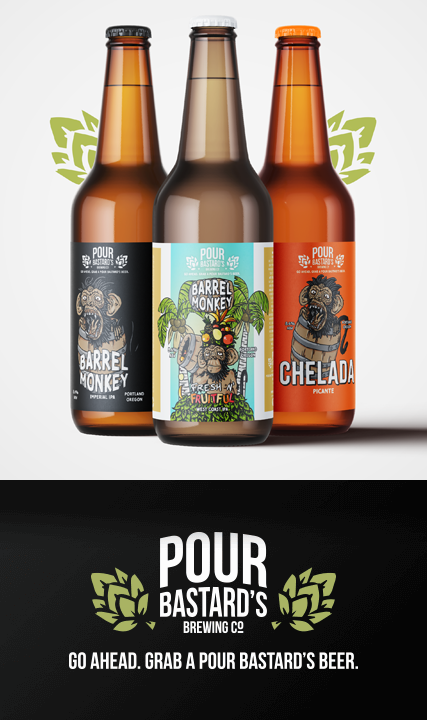 POUR
BASTARD'S
BARREL
MONKEY
IMPERIAL IPA
PORTLAND
OREGON
POUR
BASTARD'S
BARREL
MONKEY
FRESH N'
FRUITFUL
WEST COAST IPA
POUR
BASTARD'S
CHELADA
PICANTE
POUR
BASTARD'S
BREWING CO
GO AHEAD. GRAB A POUR BASTARD'S BEER.